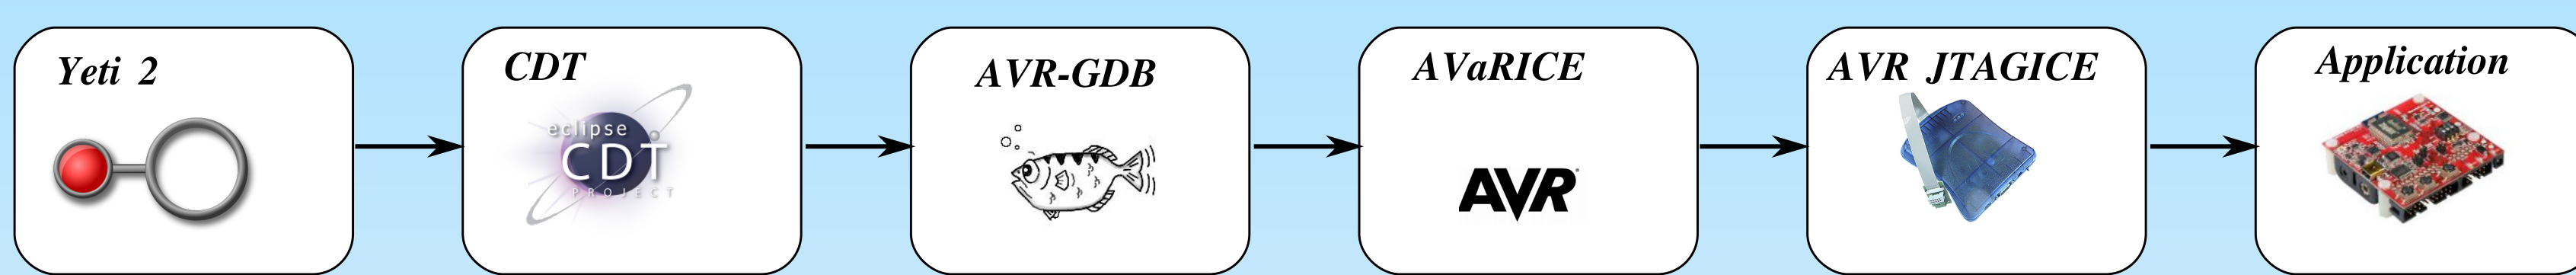 Yeti 2
CDT
eclipse
CDT
PROJECT
AVR-GDB
AVaRICE
AVR
AVR JTAGICE
Application